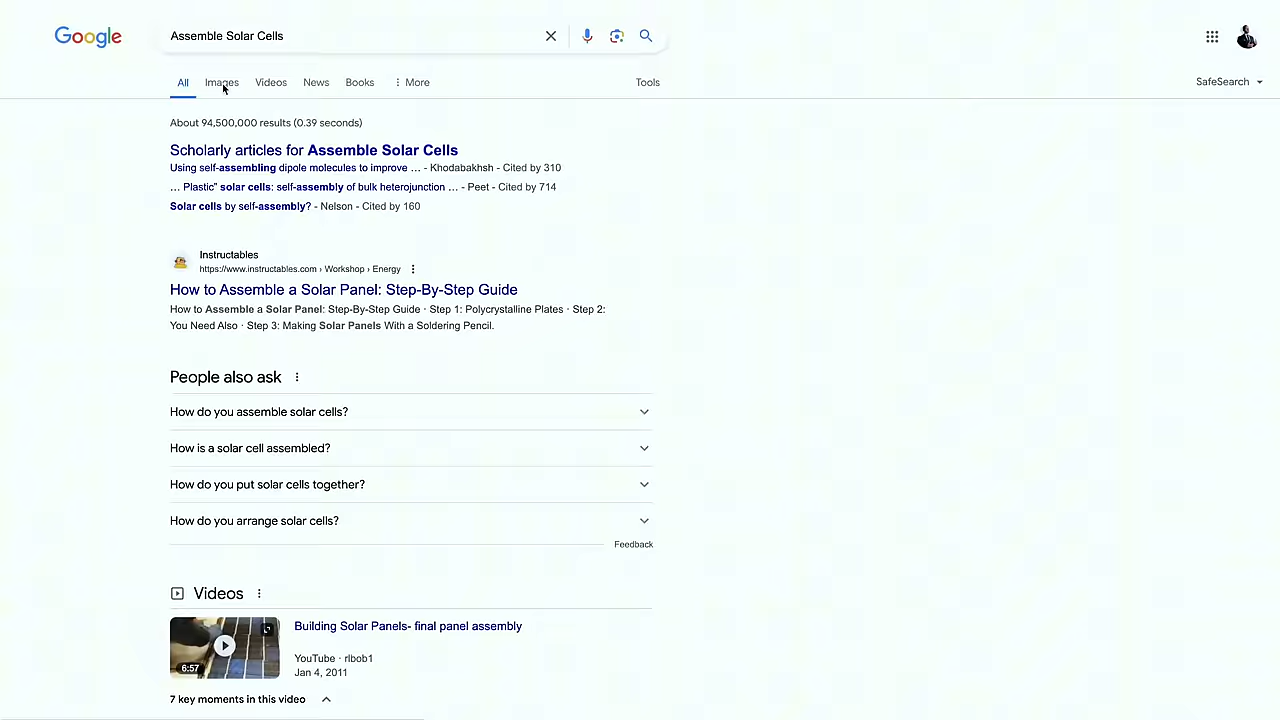 Google
Assemble Solar Cells
All Images Videos News Books More Tools
SafeSearch
About 94,500,000 results (0.39 seconds)
Scholarly articles for Assemble Solar Cells
Using self-assembling dipole molecules to improve ... - Khodabakhsh - Cited by 310
... Plastic" solar cells: self-assembly of bulk heterojunction ... - Peet - Cited by 714
Solar cells by self-assembly? - Nelson - Cited by 160
Instructables
https://www.instructables.com › Workshop › Energy
How to Assemble a Solar Panel: Step-By-Step Guide
How to Assemble a Solar Panel: Step-By-Step Guide · Step 1: Polycrystalline Plates · Step 2:
You Need Also · Step 3: Making Solar Panels With a Soldering Pencil.
People also ask
How do you assemble solar cells?
How is a solar cell assembled?
How do you put solar cells together?
How do you arrange solar cells?
Feedback
Videos
Building Solar Panels- final panel assembly
YouTube · rlbob1
6:57
Jan 4, 2011
7 key moments in this video